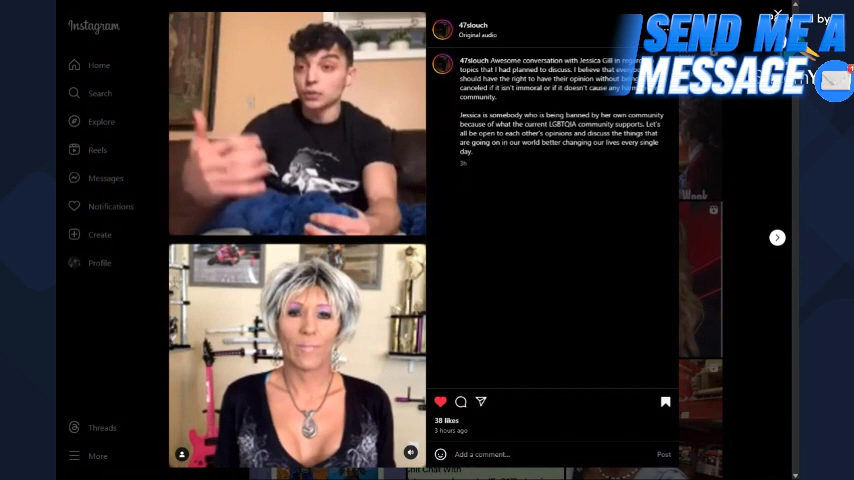 Instagram
Home
Search
Explore
Reels
Messages
Notifications
Create
Profile
Threads
More
47slouch
Original audio
47slouch Awesome conversation with Jessica Gill in
topics that I had planned to discuss. I believe that
should have the right to have their opinion without
canceled if it isn't immoral or if it doesn't cause any
community.
Jessica is somebody who is being banned by her own community
because of what the current LGBTQIA community supports. Let's
all be open to each other's opinions and discuss the things that
are going on in our world better changing our lives every single
day.
3h
38 likes
3 hours ago
Add a comment...
Post
SEND ME A
MESSAGE
by
Week
Chat With